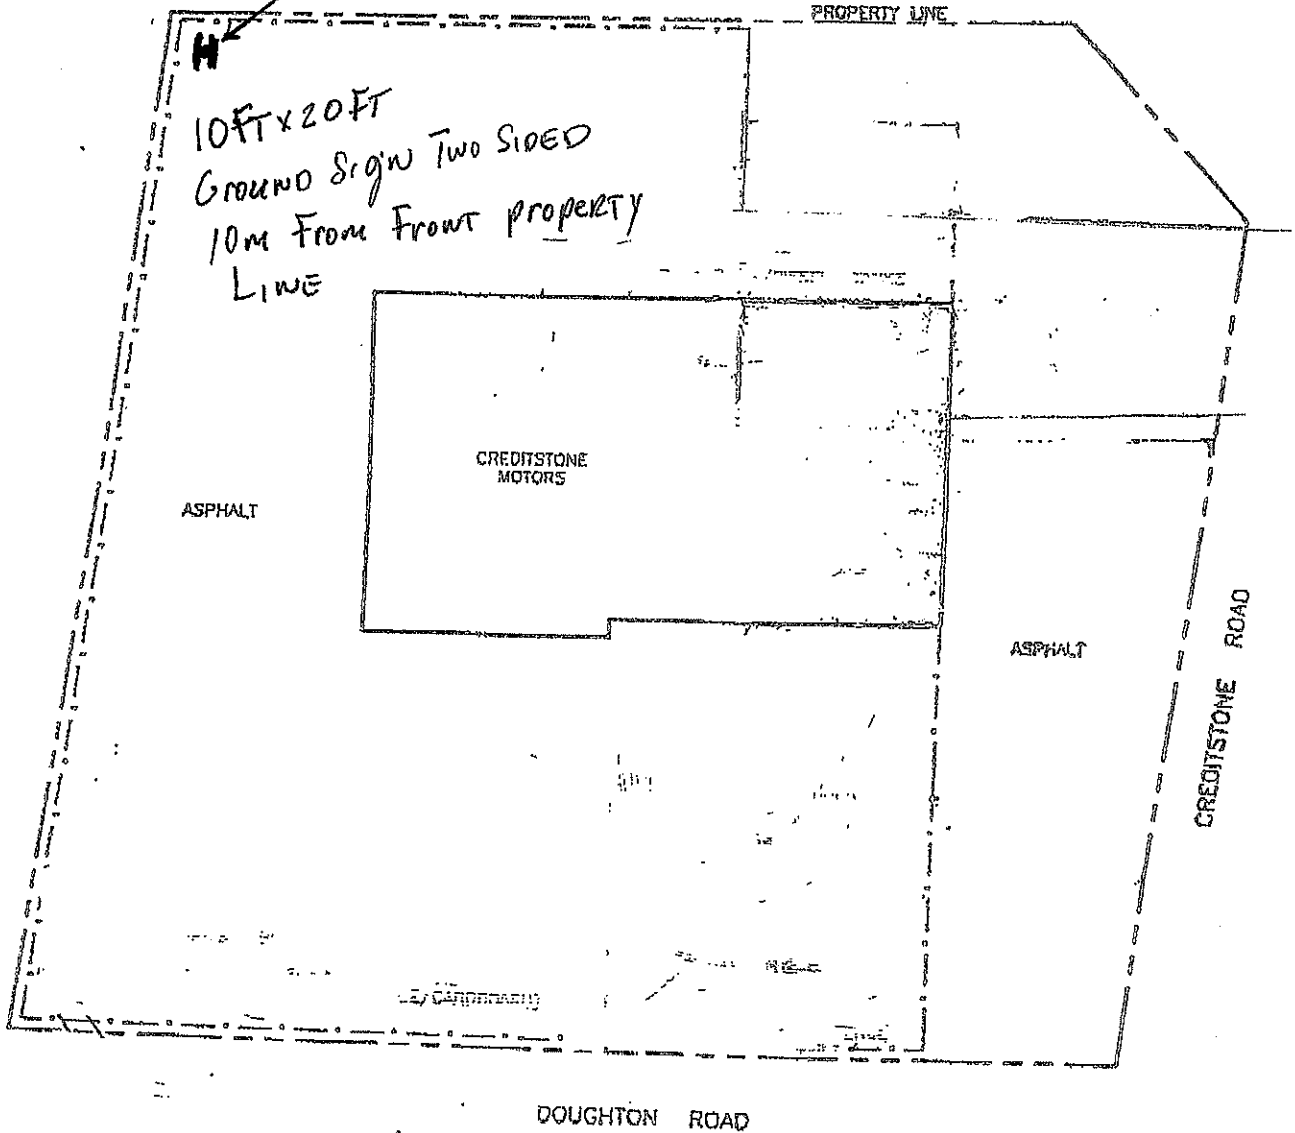 PROPERTY LINE
H
10FT x 20FT
GROUND SIGN TWO SIDED
10m FROM FRONT PROPERTY
LINE
CREDITSTONE
MOTORS
ASPHALT
ASPHALT
CREDITSTONE ROAD
DOUGHTON ROAD